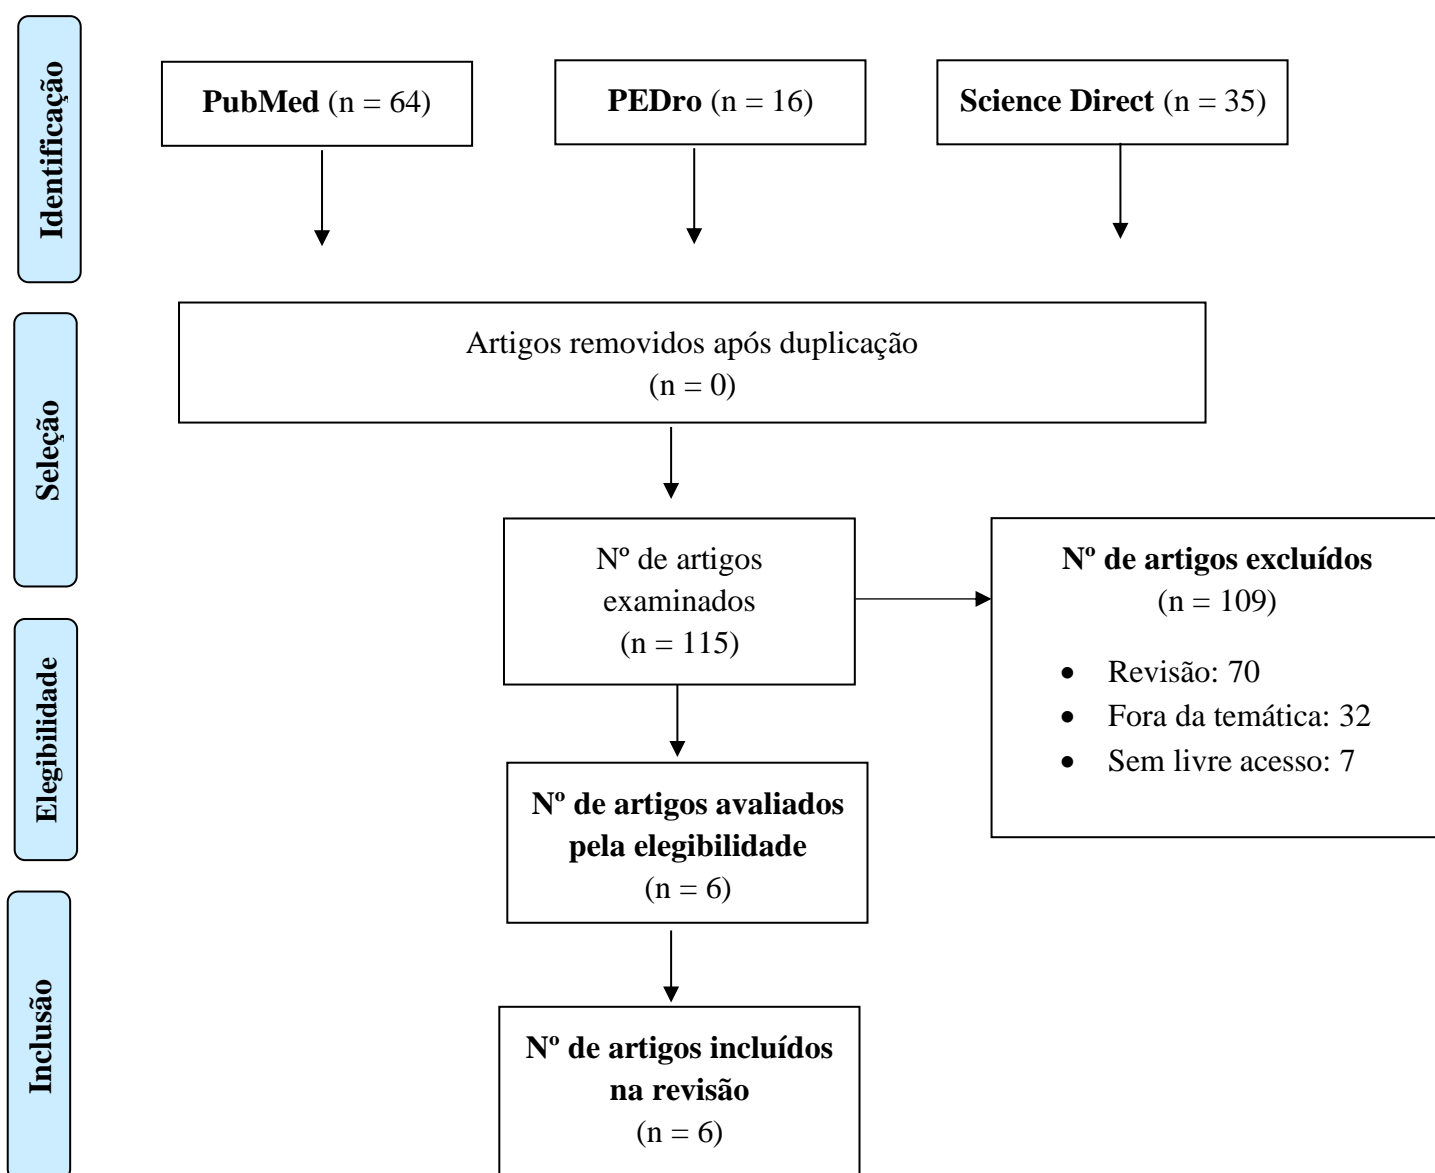 Identificação
PubMed (n = 64)
PEDro (n = 16)
Science Direct (n = 35)
Seleção
Artigos removidos após duplicação
(n = 0)
Nº de artigos
examinados
(n = 115)
Nº de artigos excluídos
(n = 109)
• Revisão: 70
• Fora da temática: 32
• Sem livre acesso: 7
Elegibilidade
Nº de artigos avaliados
pela elegibilidade
(n = 6)
Inclusão
Nº de artigos incluídos
na revisão
(n = 6)